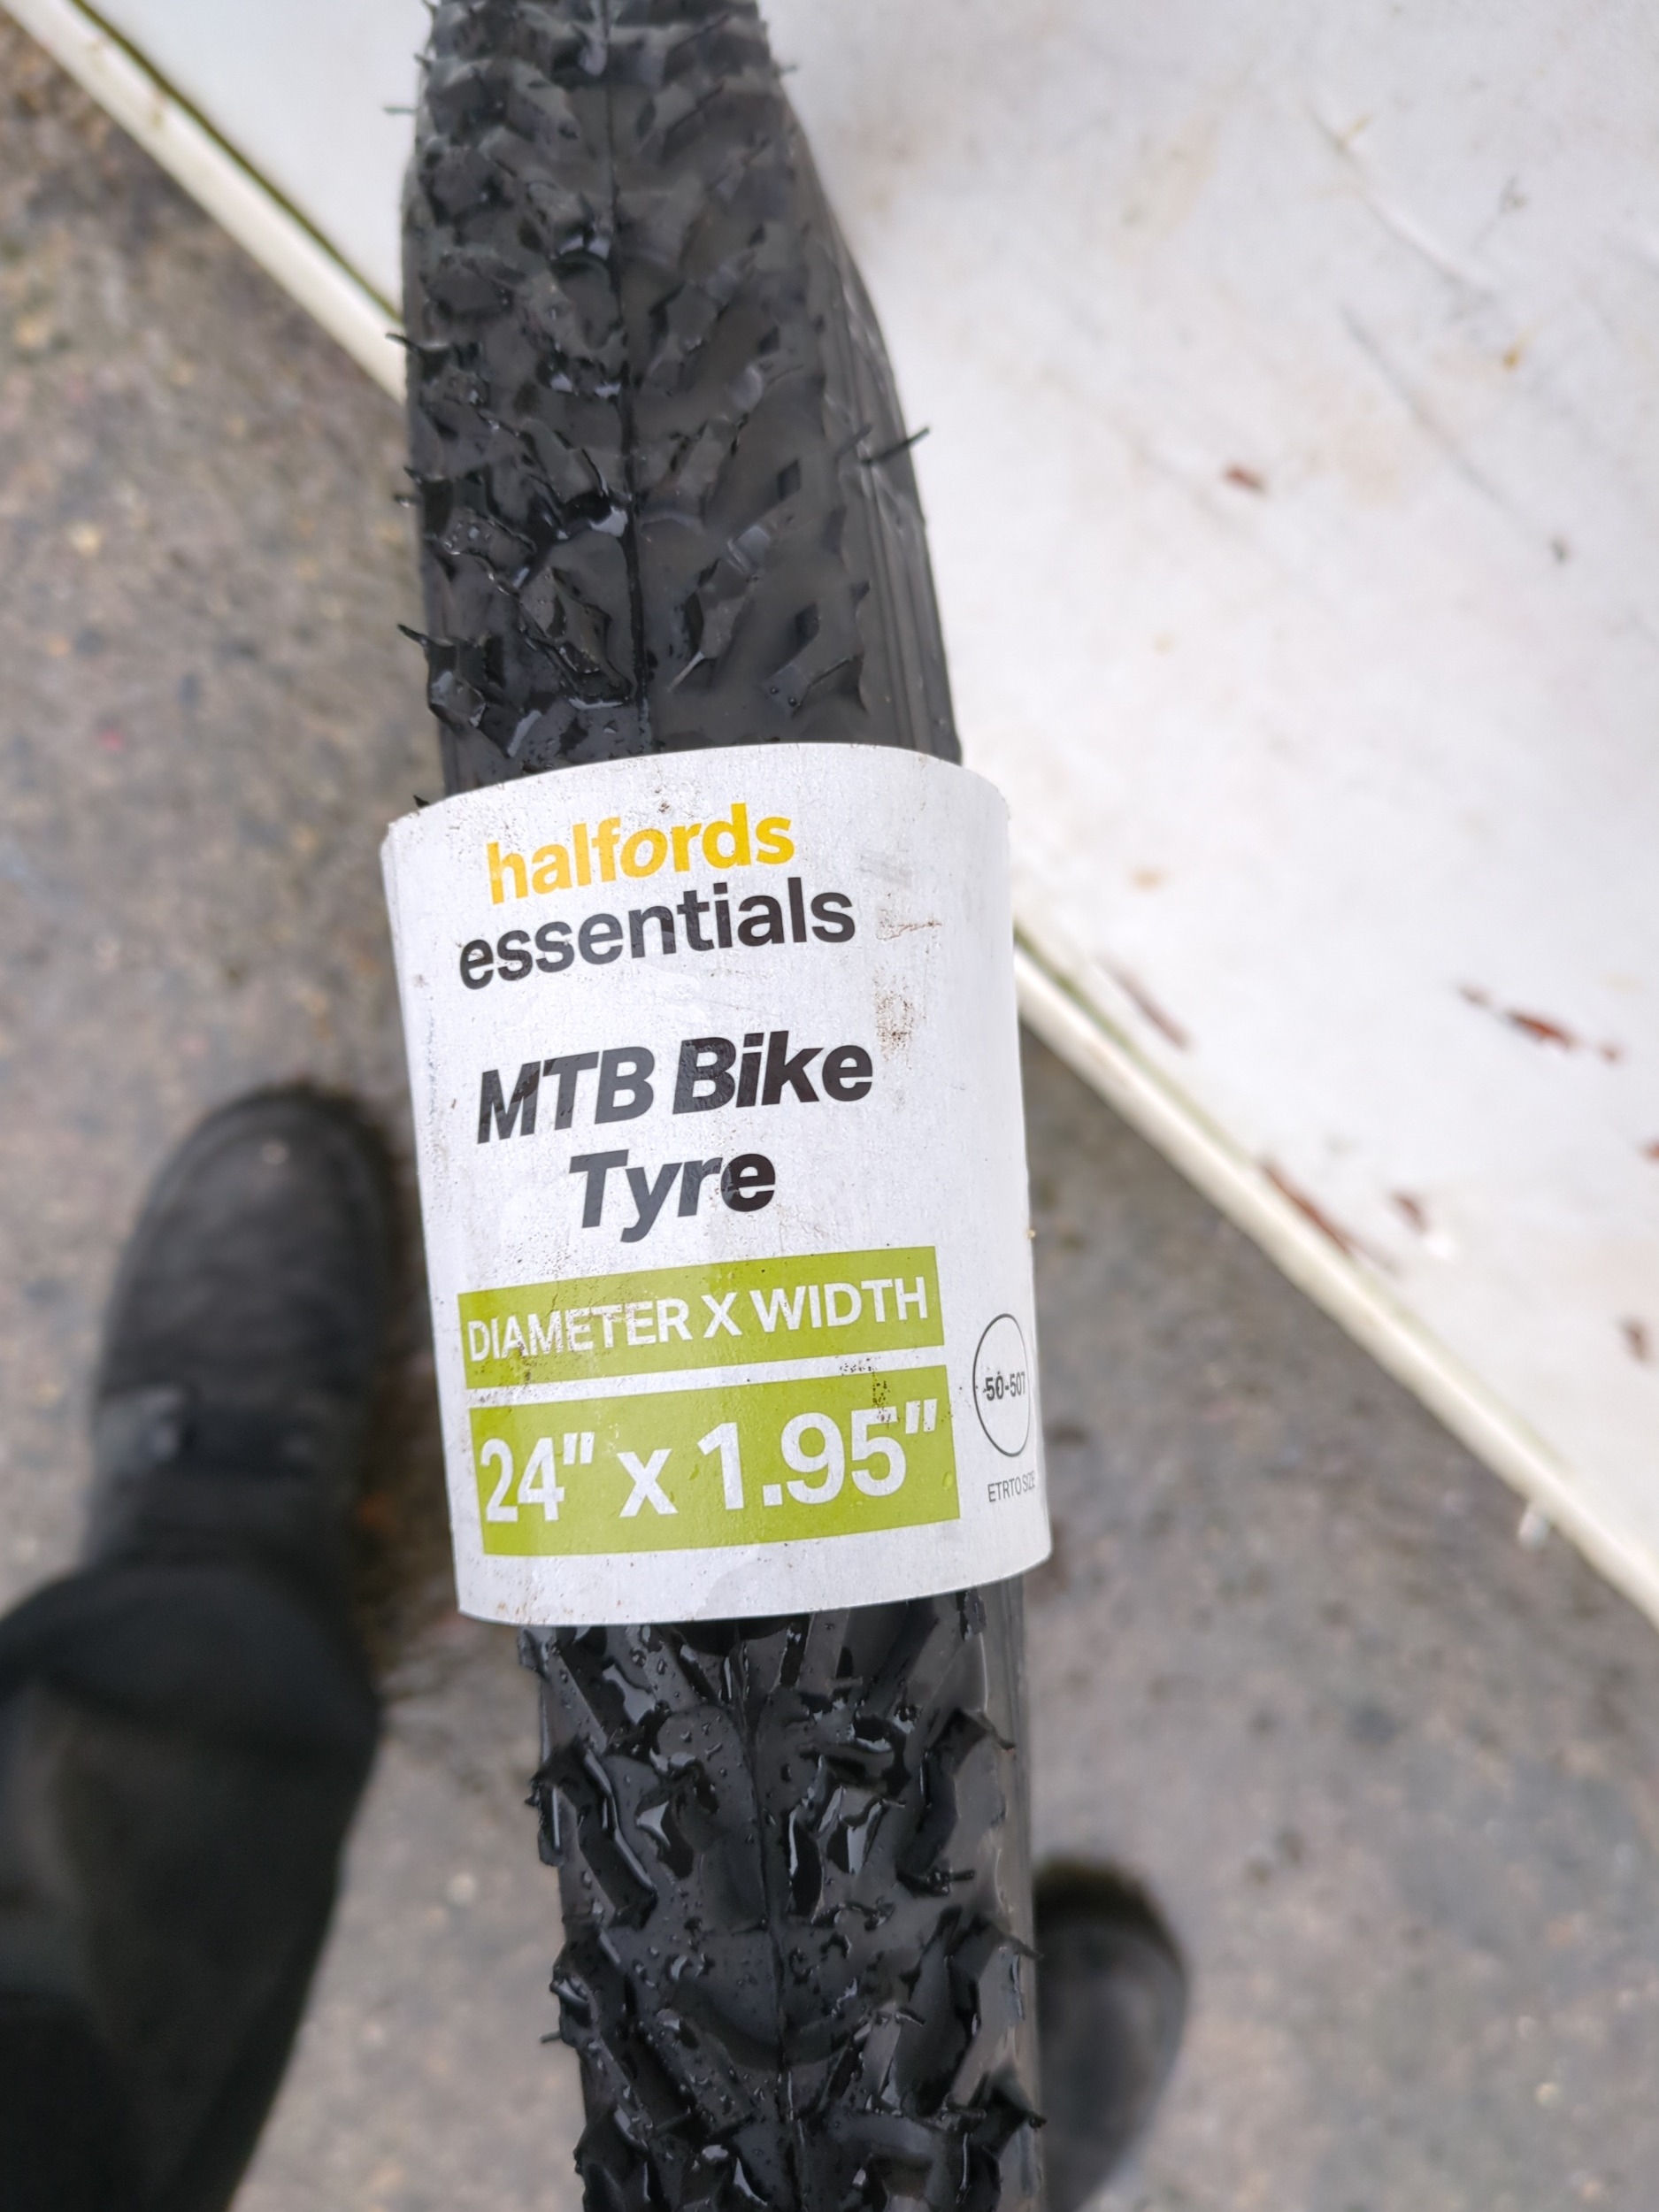 halfords
essentials
MTB Bike
Tyre
DIAMETER X WIDTH
24" x 1.95"
50-507
ETRTO SIZE